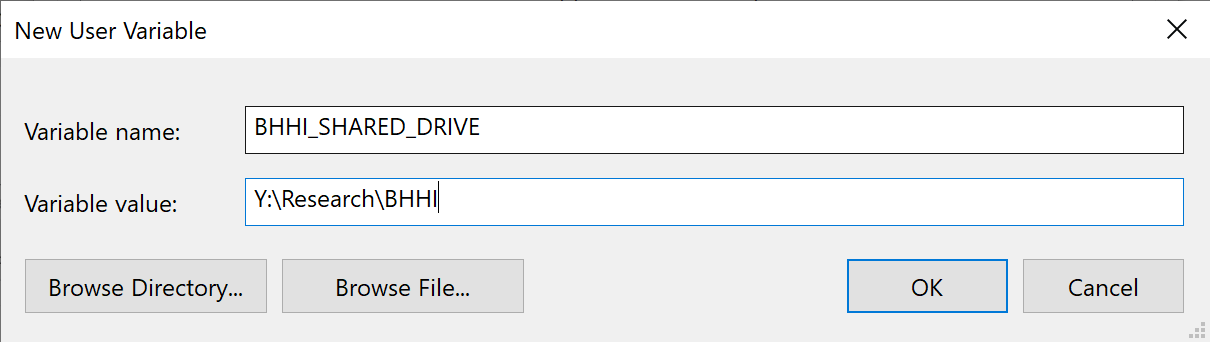 New User Variable
Variable name:
BHHI_SHARED_DRIVE
Variable value:
Y:\Research\BHHI
Browse Directory...
Browse File...
OK
Cancel